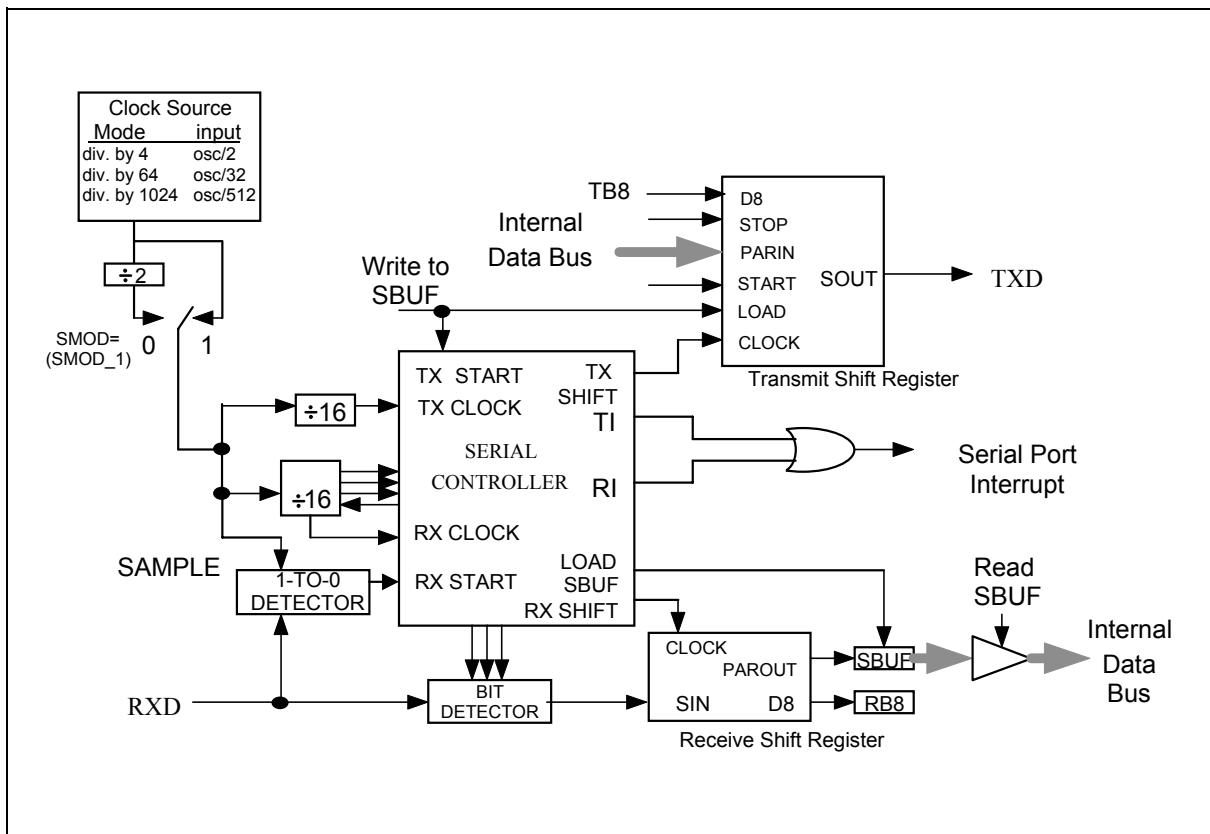 Clock Source
Mode input
div. by 4 osc/2
div. by 64 osc/32
div. by 1024 osc/512
÷2
SMOD=
(SMOD_1)
0 1
TB8
Internal
Data Bus
Write to
SBUF
D8
STOP
PARIN
START
LOAD
CLOCK
SOUT
TXD
Transmit Shift Register
÷16
÷16
TX START
TX CLOCK
SERIAL
CONTROLLER
RX CLOCK
RX START
TX
SHIFT
TI
RI
LOAD
SBUF
RX SHIFT
Serial Port
Interrupt
SAMPLE
1-TO-0
DETECTOR
RXD
BIT
DETECTOR
CLOCK
PAROUT
SIN D8
Receive Shift Register
SBUF
RB8
Read
SBUF
Internal
Data
Bus